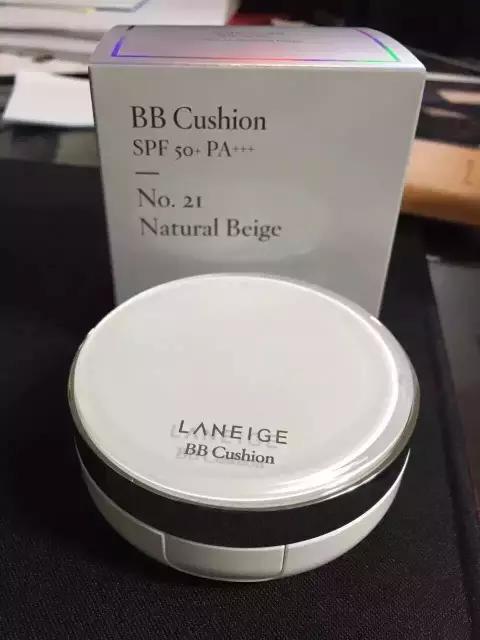 BB Cushion
SPF 50+ PA+++
No. 21
Natural Beige
LANEIGE
BB Cushion